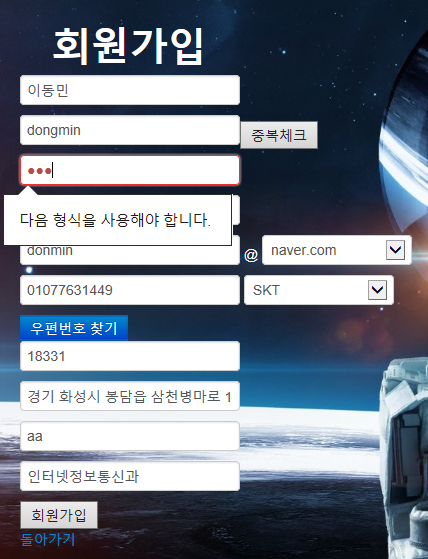 회원가입
이동민
dongmin 중복체크
●●●
다음 형식을 사용해야 합니다.
donmin @ naver.com
01077631449 SKT
우편번호 찾기
18331
경기 화성시 봉담읍 삼천병마로 1
aa
인터넷정보통신과
회원가입
돌아가기